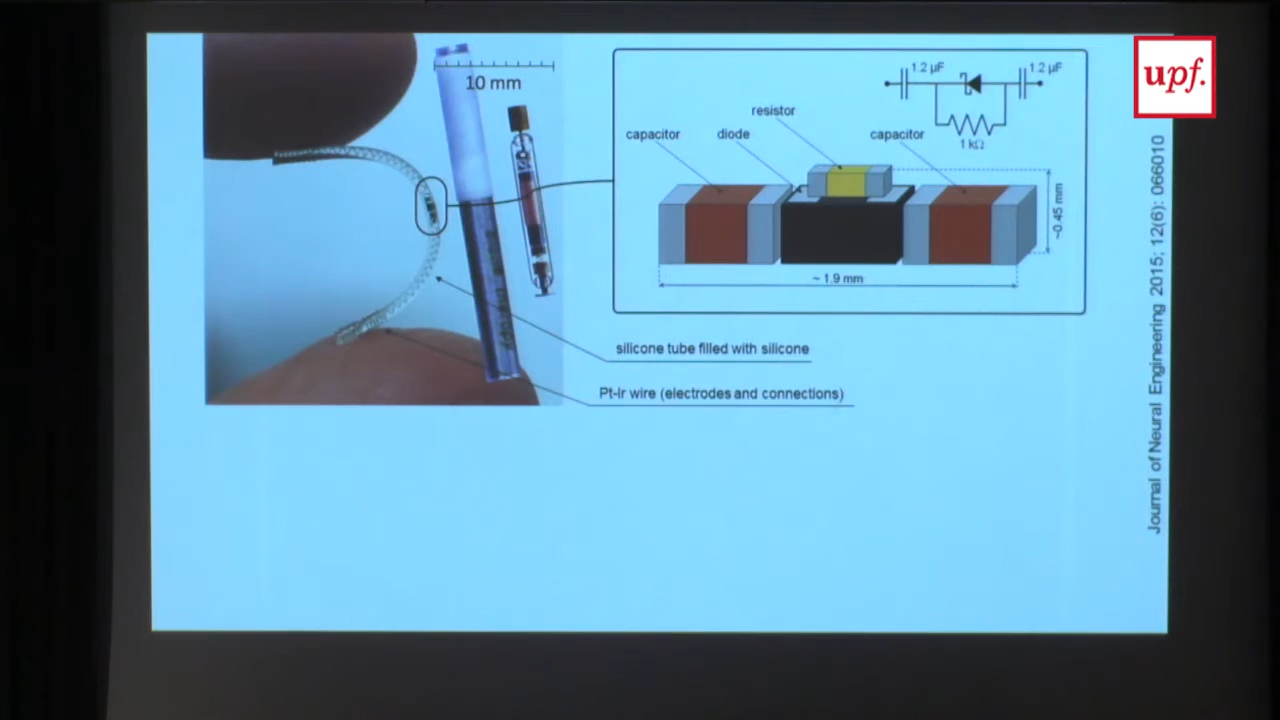 upf.
10 mm
1.2 µF
1.2 µF
1 kΩ
resistor
capacitor
diode
capacitor
~0.45 mm
~ 1.9 mm
silicone tube filled with silicone
Pt-Ir wire (electrodes and connections)
Journal of Neural Engineering 2015; 12(6): 066010